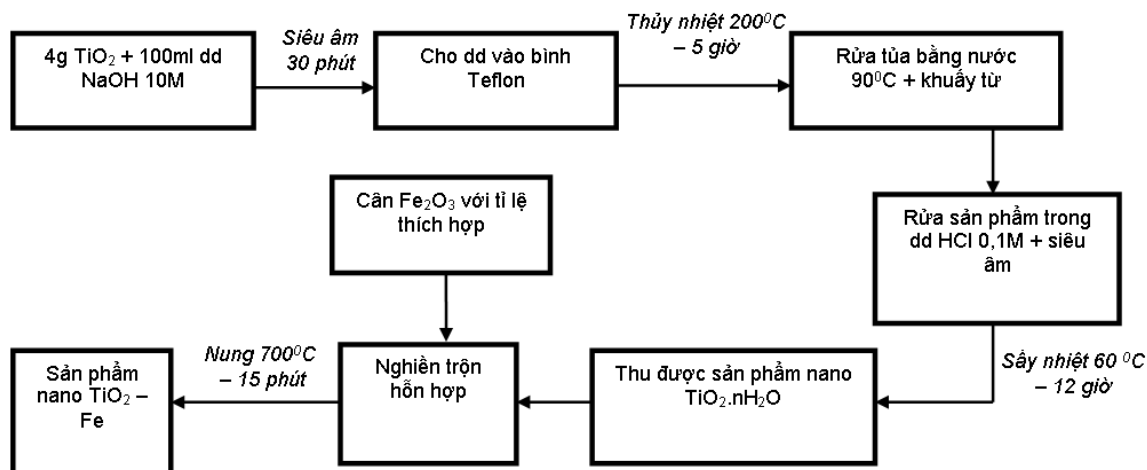 4g TiO₂ + 100ml dd
NaOH 10M
Siêu âm
30 phút
Cho dd vào bình
Teflon
Thủy nhiệt 200⁰C
– 5 giờ
Rửa tủa bằng nước
90⁰C + khuấy từ
Rửa sản phẩm trong
dd HCl 0,1M + siêu
âm
Sấy nhiệt 60 ⁰C
– 12 giờ
Thu được sản phẩm nano
TiO₂.nH₂O
Cân Fe₂O₃ với tỉ lệ
thích hợp
Nghiền trộn
hỗn hợp
Nung 700⁰C
– 15 phút
Sản phẩm
nano TiO₂ –
Fe